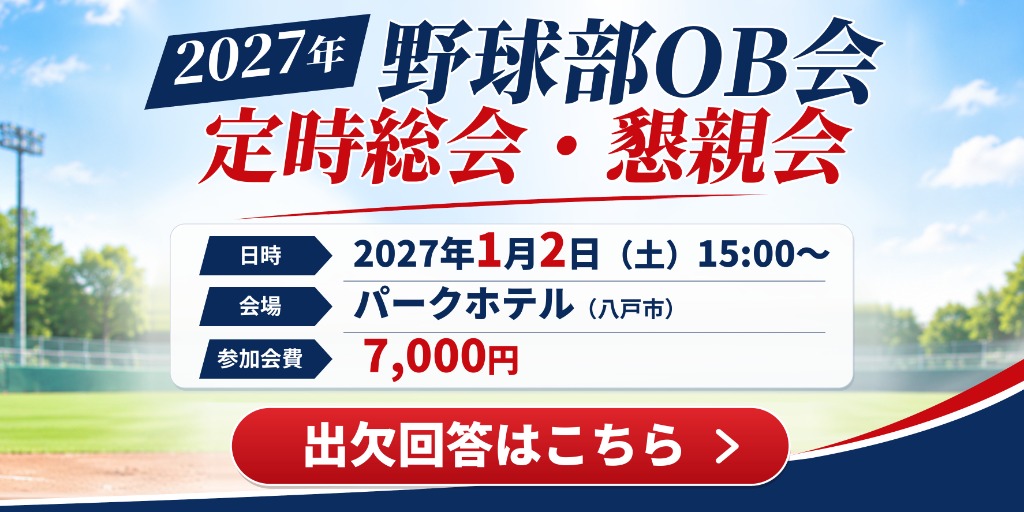 2027年 野球部OB会
定時総会・懇親会
日時 2027年1月2日（土）15:00～
会場 パークホテル（八戸市）
参加会費 7,000円
出欠回答はこちら